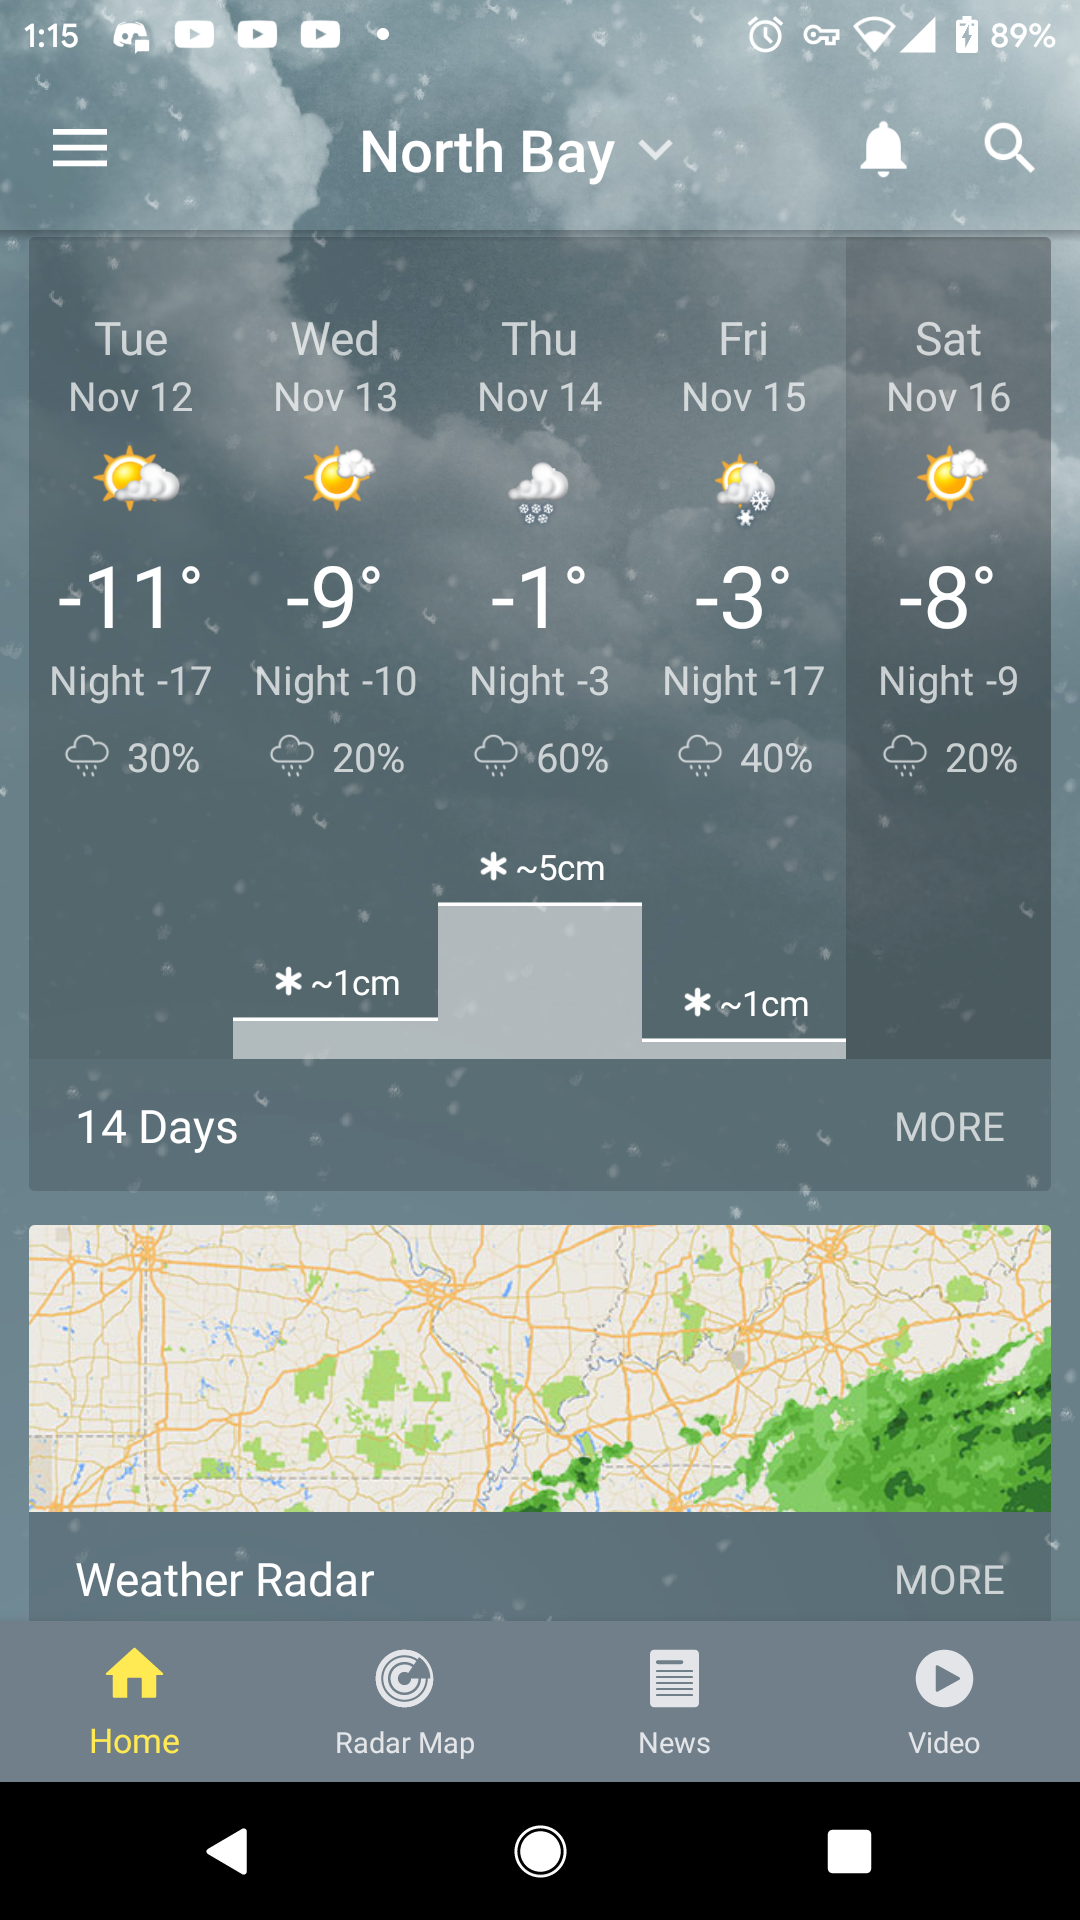 1:15 89%
North Bay
Tue Wed Thu Fri Sat
Nov 12 Nov 13 Nov 14 Nov 15 Nov 16
-11° -9° -1° -3° -8°
Night -17 Night -10 Night -3 Night -17 Night -9
30% 20% 60% 40% 20%
~5cm
~1cm
~1cm
14 Days MORE
Weather Radar MORE
Home Radar Map News Video